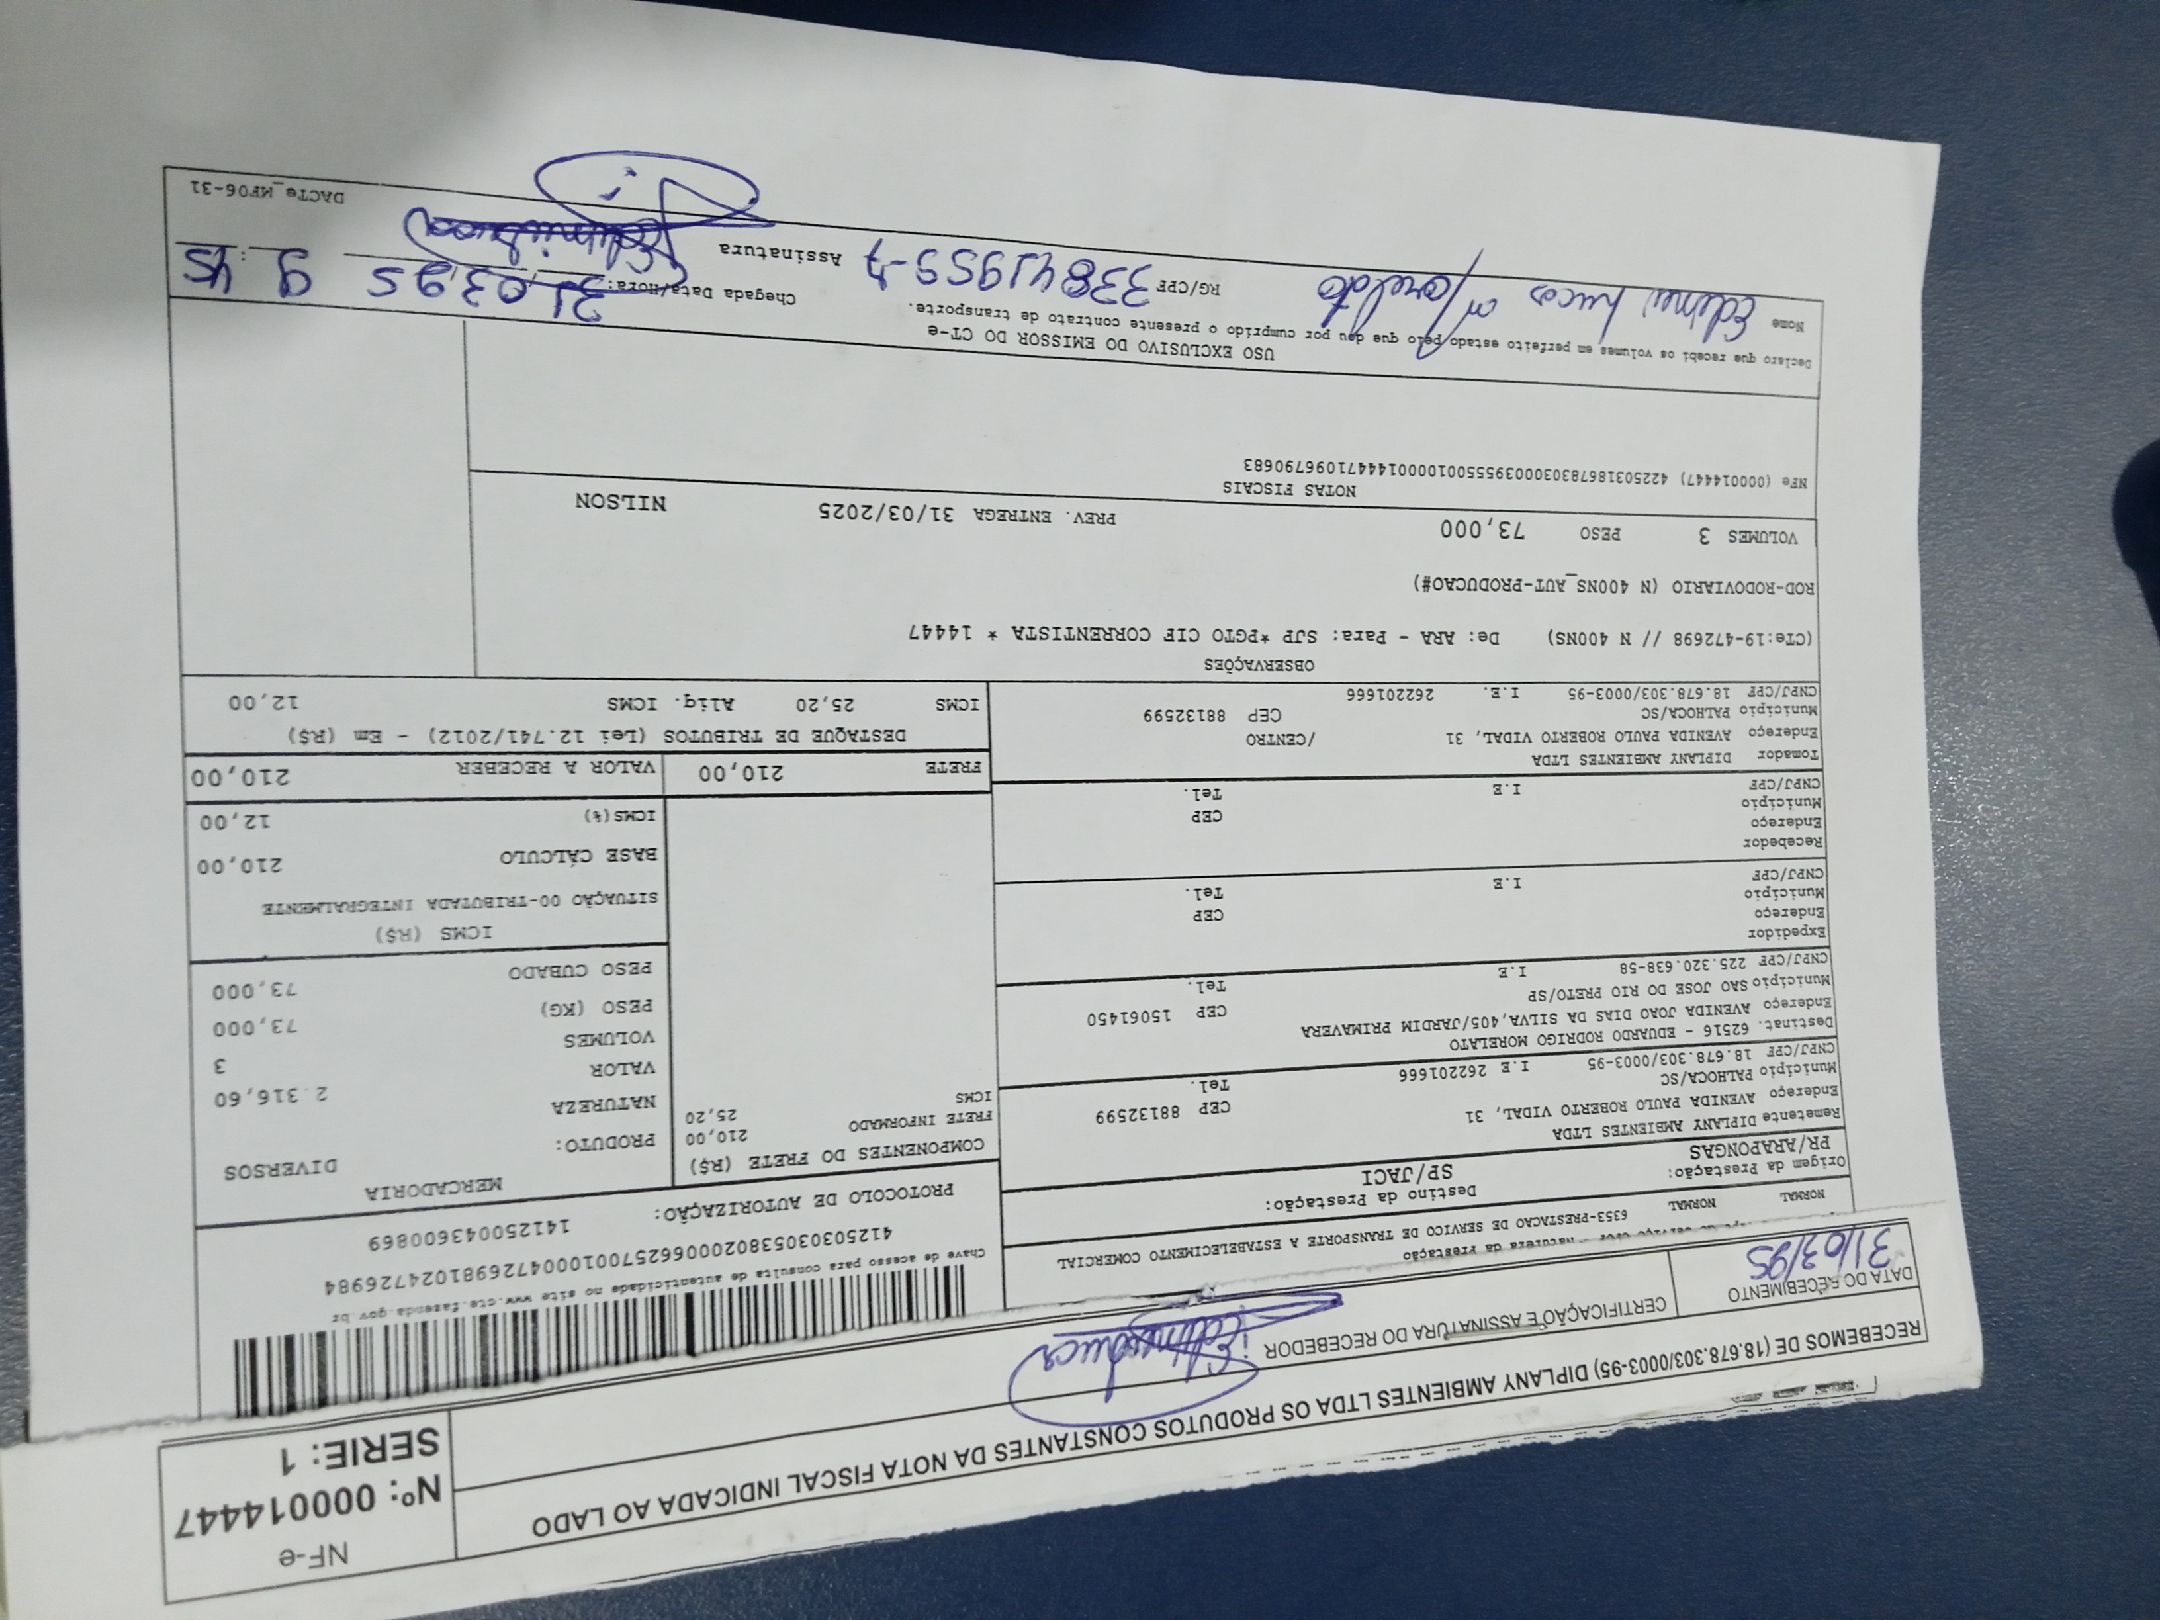 RECEBEMOS DE (18.678.303/0003-95) DIPLANY AMBIENTES LTDA OS PRODUTOS CONSTANTES DA NOTA FISCAL INDICADA AO LADO
NF-e
Nº: 000014447
SERIE: 1
DATA DO RECEBIMENTO
31/03/95
CERTIFICAÇÃO E ASSINATURA DO RECEBEDOR
Chave de acesso para consulta de autenticidade no site www.cte.fazenda.gov.br
41250303053802000662570010004726981024726984
PROTOCOLO DE AUTORIZAÇÃO: 141250043600869
NORMAL NORMAL 6353-PRESTACAO DE SERVICO DE TRANSPORTE A ESTABELECIMENTO COMERCIAL
Origem da Prestação: Destino da Prestação:
PR/ARAPONGAS SP/JACI
Remetente DIPLANY AMBIENTES LTDA
Endereço AVENIDA PAULO ROBERTO VIDAL, 31
Município PALHOCA/SC CEP 88132599
CNPJ/CPF 18.678.303/0003-95 I.E 262201666 Tel.
Destinat. 62516 - EDUARDO RODRIGO MORELATO
Endereço AVENIDA JOAO DIAS DA SILVA,405/JARDIM PRIMAVERA
Município SAO JOSE DO RIO PRETO/SP CEP 15061450
CNPJ/CPF 225.320.638-58 I.E Tel.
Expedidor
Endereço
Município CEP
CNPJ/CPF I.E Tel.
Recebedor
Endereço
Município CEP
CNPJ/CPF I.E Tel.
Tomador DIPLANY AMBIENTES LTDA
Endereço AVENIDA PAULO ROBERTO VIDAL, 31 /CENTRO
Município PALHOCA/SC CEP 88132599
CNPJ/CPF 18.678.303/0003-95 I.E. 262201666
COMPONENTES DO FRETE (R$)
FRETE INFORMADO 210,00
ICMS 25,20
MERCADORIA
PRODUTO: DIVERSOS
NATUREZA
VALOR 2.316,60
VOLUMES 3
PESO (KG) 73,000
PESO CUBADO 73,000
ICMS (R$)
SITUAÇÃO 00-TRIBUTADA INTEGRALMENTE
BASE CÁLCULO 210,00
ICMS(%) 12,00
FRETE 210,00 VALOR A RECEBER 210,00
DESTAQUE DE TRIBUTOS (Lei 12.741/2012) - Em (R$)
ICMS 25,20 Aliq. ICMS 12,00
OBSERVAÇÕES
(CTe:19-472698 // N 400NS) De: ARA - Para: SJP *PGTO CIF CORRENTISTA * 14447
ROD-RODOVIARIO (N 400NS_AUT-PRODUCAO#)
VOLUMES 3 PESO 73,000 PREV. ENTREGA 31/03/2025 NILSON
NOTAS FISCAIS
NFe (00014447) 42250318678303000395550010000144471096790683
USO EXCLUSIVO DO EMISSOR DO CT-e
Declaro que recebi os volumes em perfeito estado pelo que dou por cumprido o presente contrato de transporte.
Nome Lucas m Morelato RG/CPF 33841959-7 Assinatura
Chegada Data/Hora: 31 03 95 9:45
DACTe_MF06-31